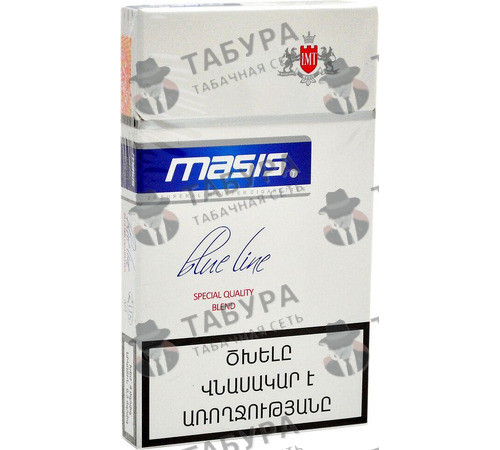 IMT
masis
blue line
SPECIAL QUALITY
BLEND
ԾԽԵԼԸ
ՎՆԱՍԱԿԱՐ Է
ԱՌՈՂՋՈՒԹՅԱՆԸ
ТАБУРА
ТАБАЧНАЯ СЕТЬ
ТАБУРА
ТАБАЧНАЯ СЕТЬ
ТАБУРА
ТАБАЧНАЯ СЕТЬ
ТАБУРА